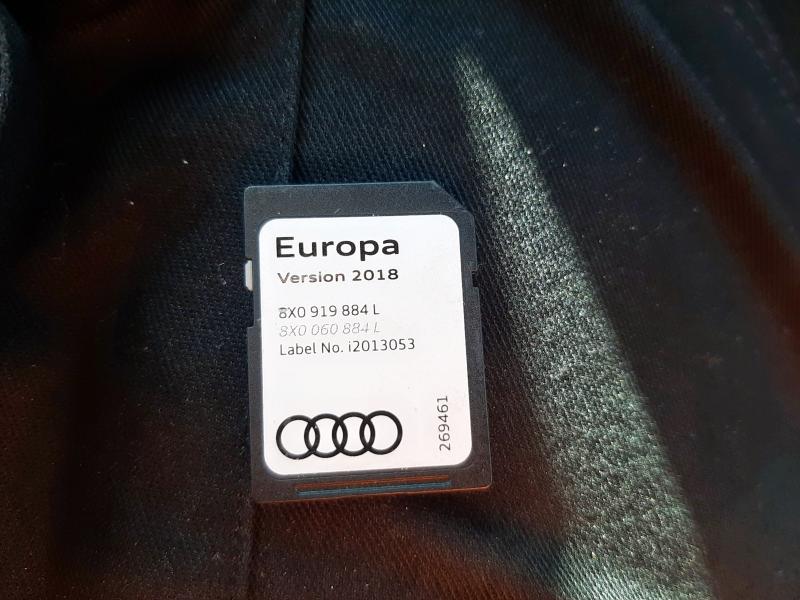 Europa
Version 2018
8X0 919 884 L
8X0 060 884 L
Label No. i2013053
269461